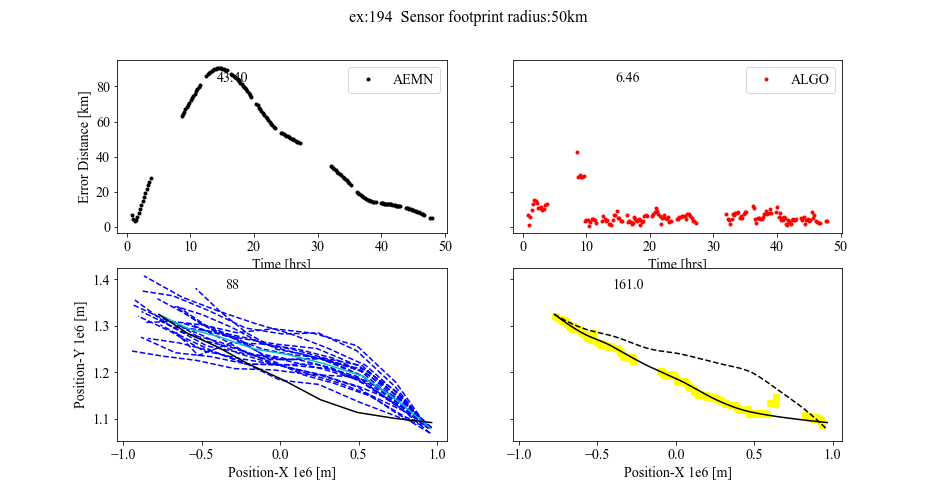 ex:194 Sensor footprint radius:50km
43.40
AEMN
6.46
ALGO
Error Distance [km]
80
60
40
20
0
0 10 20 30 40 50
0 10 20 30 40 50
Time [hrs]
Time [hrs]
88
161.0
Position-Y 1e6 [m]
1.4
1.3
1.2
1.1
−1.0 −0.5 0.0 0.5 1.0
−1.0 −0.5 0.0 0.5 1.0
Position-X 1e6 [m]
Position-X 1e6 [m]